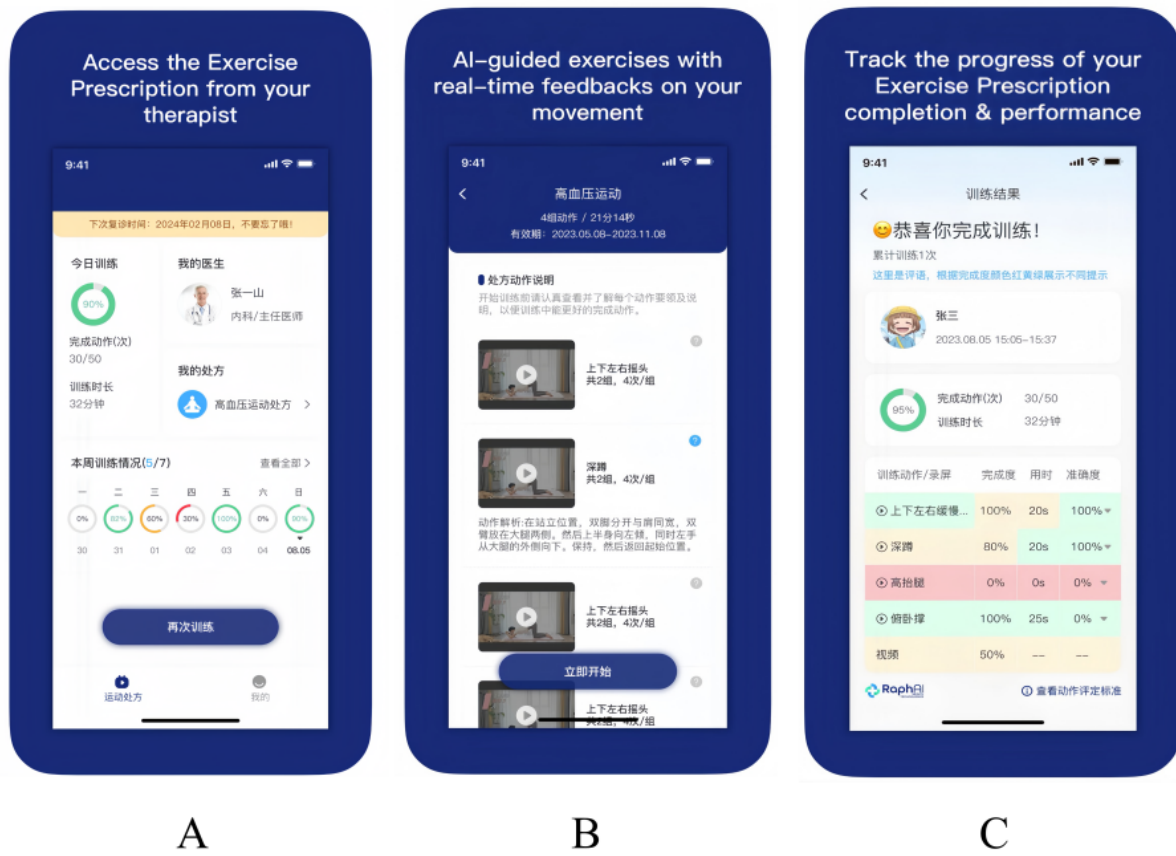 Access the Exercise
Prescription from your
therapist
9:41
下次复诊时间：2024年02月08日，不要忘了哦！
今日训练
90%
完成动作(次)
30/50
训练时长
32分钟
我的医生
张一山
内科/主任医师
我的处方
高血压运动处方
本周训练情况(5/7)
查看全部
一 二 三 四 五 六 日
0% 82% 60% 30% 100% 0% 90%
30 31 01 02 03 04 08.05
再次训练
运动处方
我的
A
AI-guided exercises with
real-time feedbacks on your
movement
9:41
高血压运动
4组动作 / 21分14秒
有效期：2023.05.08-2023.11.08
处方动作说明
开始训练前请认真查看并了解每个动作要领及说
明，以便训练中能更好的完成动作。
上下左右摇头
共2组，4次/组
深蹲
共2组，4次/组
动作解析:在站立位置，双脚分开与肩同宽，双
臂放在大腿两侧。然后上半身向左倾，同时左手
从大腿的外侧向下。保持，然后返回起始位置。
上下左右摇头
共2组，4次/组
立即开始
上下左右摇头
共2组，4次/组
B
Track the progress of your
Exercise Prescription
completion & performance
9:41
训练结果
恭喜你完成训练！
累计训练1次
这里是评语，根据完成度颜色红黄绿展示不同提示
张三
2023.08.05 15:05-15:37
95%
完成动作(次) 30/50
训练时长 32分钟
训练动作/录屏 完成度 用时 准确度
上下左右缓慢... 100% 20s 100%
深蹲 80% 20s 100%
高抬腿 0% 0s 0%
俯卧撑 100% 25s 0%
视频 50% -- --
RaphAI
查看动作评定标准
C